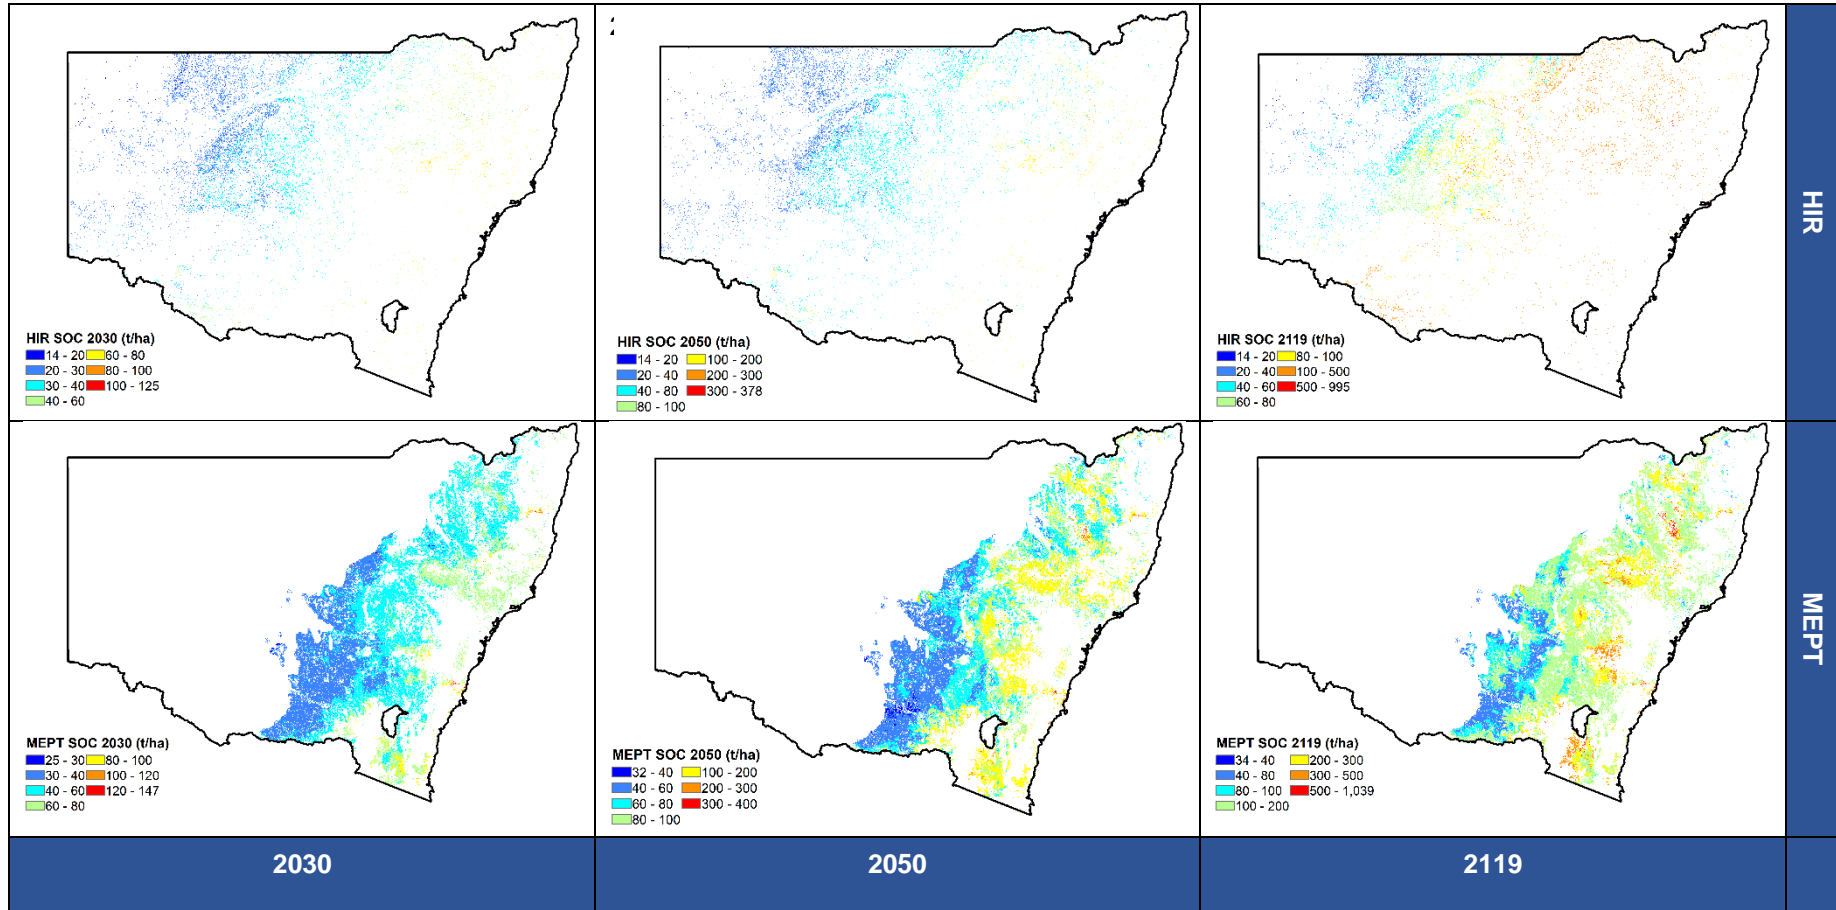 HIR SOC 2030 (t/ha)
14 - 20 60 - 80
20 - 30 80 - 100
30 - 40 100 - 125
40 - 60
HIR SOC 2050 (t/ha)
14 - 20 100 - 200
20 - 40 200 - 300
40 - 80 300 - 378
80 - 100
HIR SOC 2119 (t/ha)
14 - 20 80 - 100
20 - 40 100 - 500
40 - 60 500 - 995
60 - 80
HIR
MEPT SOC 2030 (t/ha)
25 - 30 80 - 100
30 - 40 100 - 120
40 - 60 120 - 147
60 - 80
MEPT SOC 2050 (t/ha)
32 - 40 100 - 200
40 - 60 200 - 300
60 - 80 300 - 400
80 - 100
MEPT SOC 2119 (t/ha)
34 - 40 200 - 300
40 - 80 300 - 500
80 - 100 500 - 1,039
100 - 200
MEPT
2030
2050
2119